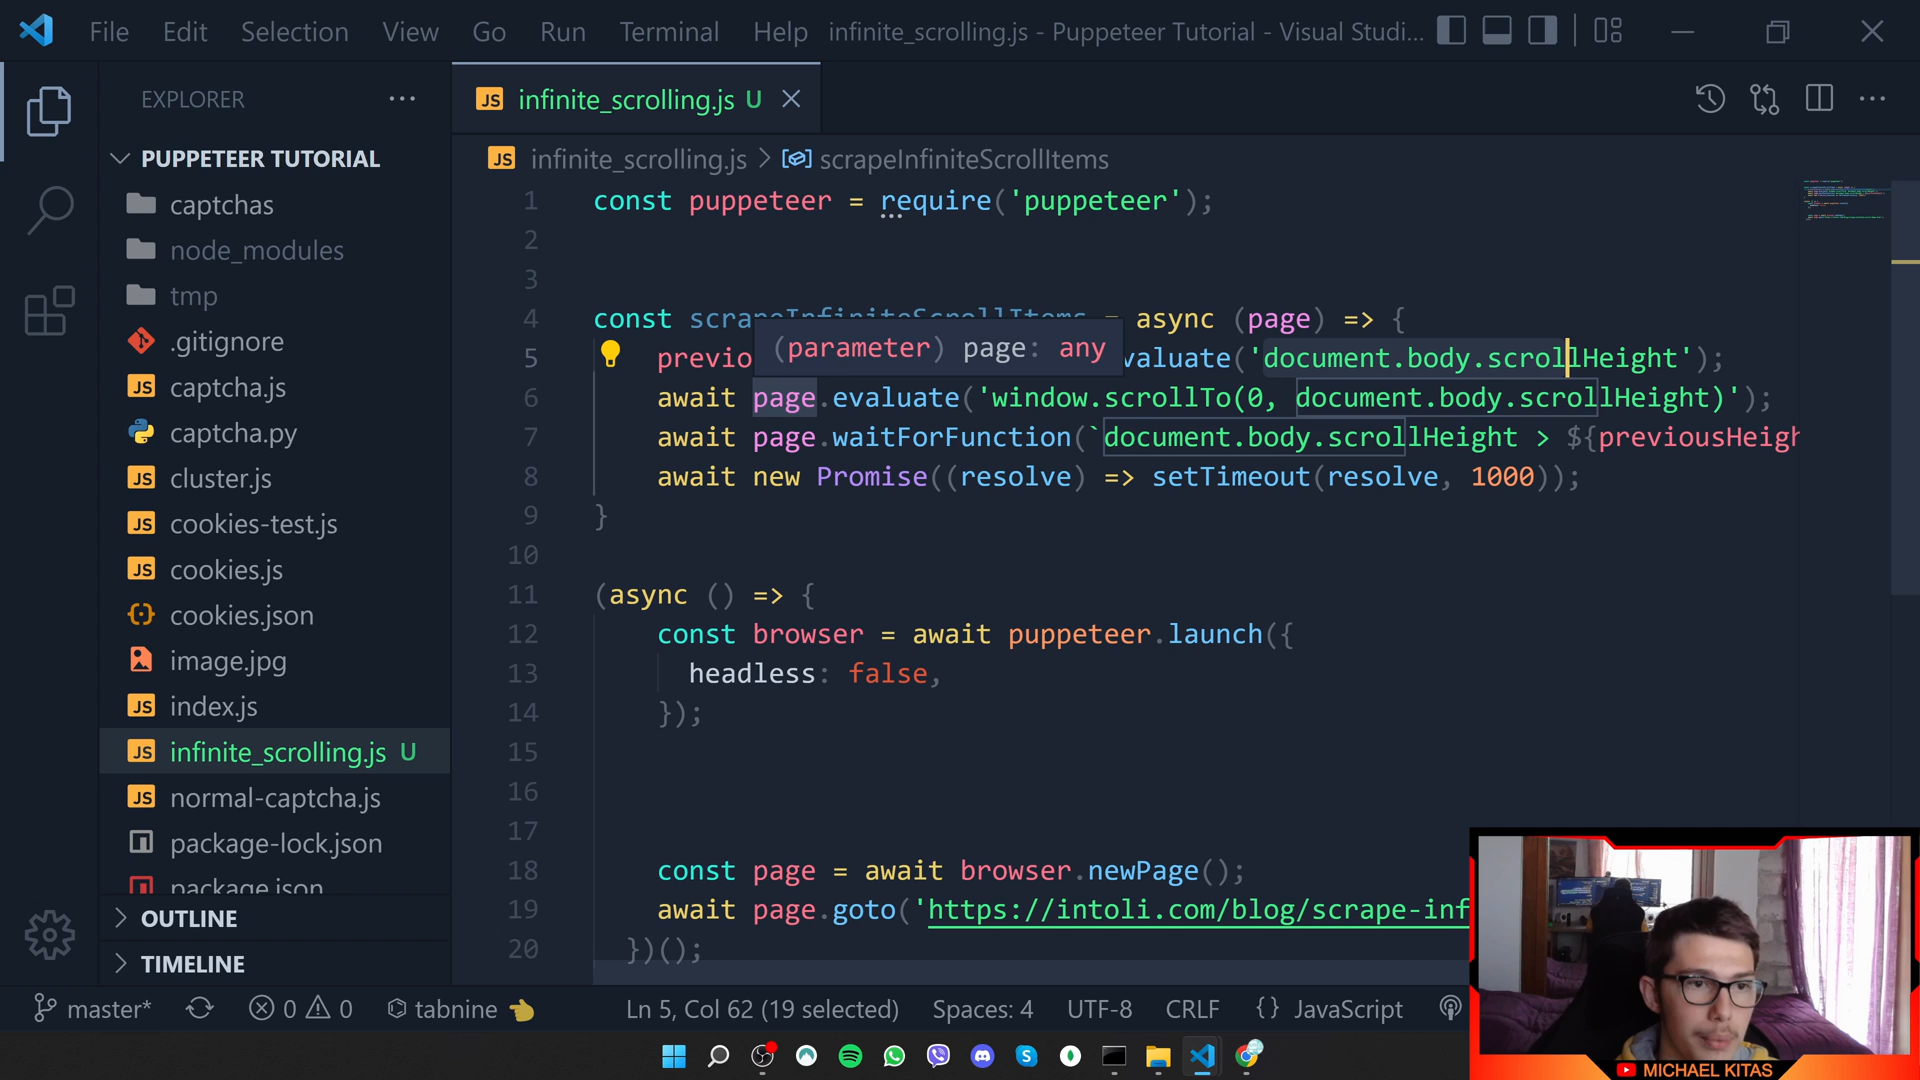 File Edit Selection View Go Run Terminal Help infinite_scrolling.js - Puppeteer Tutorial - Visual Studi...
EXPLORER
PUPPETEER TUTORIAL
captchas
node_modules
tmp
.gitignore
captcha.js
captcha.py
cluster.js
cookies-test.js
cookies.js
cookies.json
image.jpg
index.js
infinite_scrolling.js U
normal-captcha.js
package-lock.json
package.json
OUTLINE
TIMELINE
JS infinite_scrolling.js U
JS infinite_scrolling.js > scrapeInfiniteScrollItems
1 const puppeteer = require('puppeteer');
2
3
4 const scrapeInfiniteScrollItems = async (page) => {
(parameter) page: any
5 previo valuate('document.body.scrollHeight');
6 await page.evaluate('window.scrollTo(0, document.body.scrollHeight)');
7 await page.waitForFunction(`document.body.scrollHeight > ${previousHeigh
8 await new Promise((resolve) => setTimeout(resolve, 1000));
9 }
10
11 (async () => {
12 const browser = await puppeteer.launch({
13 headless: false,
14 });
15
16
17
18 const page = await browser.newPage();
19 await page.goto('https://intoli.com/blog/scrape-inf
20 })();
master* 0 0 tabnine Ln 5, Col 62 (19 selected) Spaces: 4 UTF-8 CRLF {} JavaScript
MICHAEL KITAS